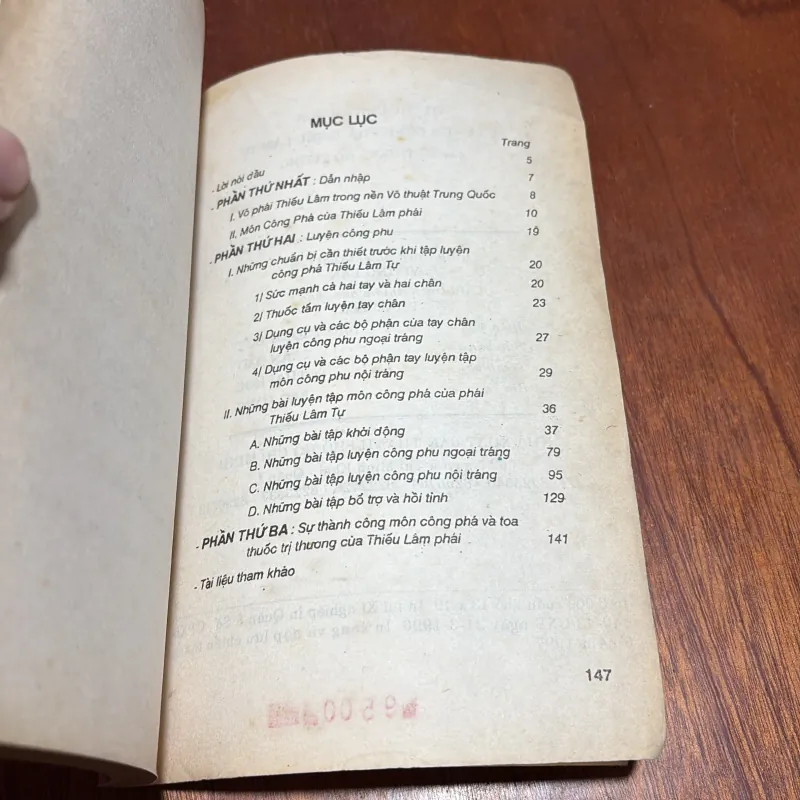 MỤC LỤC
Trang
- Lời nói đầu 5
- PHẦN THỨ NHẤT : Dẫn nhập 7
I. Võ phái Thiếu Lâm trong nền Võ thuật Trung Quốc 8
II. Môn Công Phá của Thiếu Lâm phái 10
- PHẦN THỨ HAI : Luyện công phu 19
I. Những chuẩn bị cần thiết trước khi tập luyện
công phá Thiếu Lâm Tự 20
1/ Sức mạnh cả hai tay và hai chân 20
2/ Thuốc tẩm luyện tay chân 23
3/ Dụng cụ và các bộ phận của tay chân
luyện công phu ngoại tráng 27
4/ Dụng cụ và các bộ phận tay luyện tập
môn công phu nội tráng 29
II. Những bài luyện tập môn công phá của phái
Thiếu Lâm Tự 36
A. Những bài tập khởi động 37
B. Những bài tập luyện công phu ngoại tráng 79
C. Những bài tập luyện công phu nội tráng 95
D. Những bài tập bổ trợ và hồi tỉnh 129
- PHẦN THỨ BA : Sự thành công môn công phá và toa
thuốc trị thương của Thiếu Lâm phái 141
- Tài liệu tham khảo
147